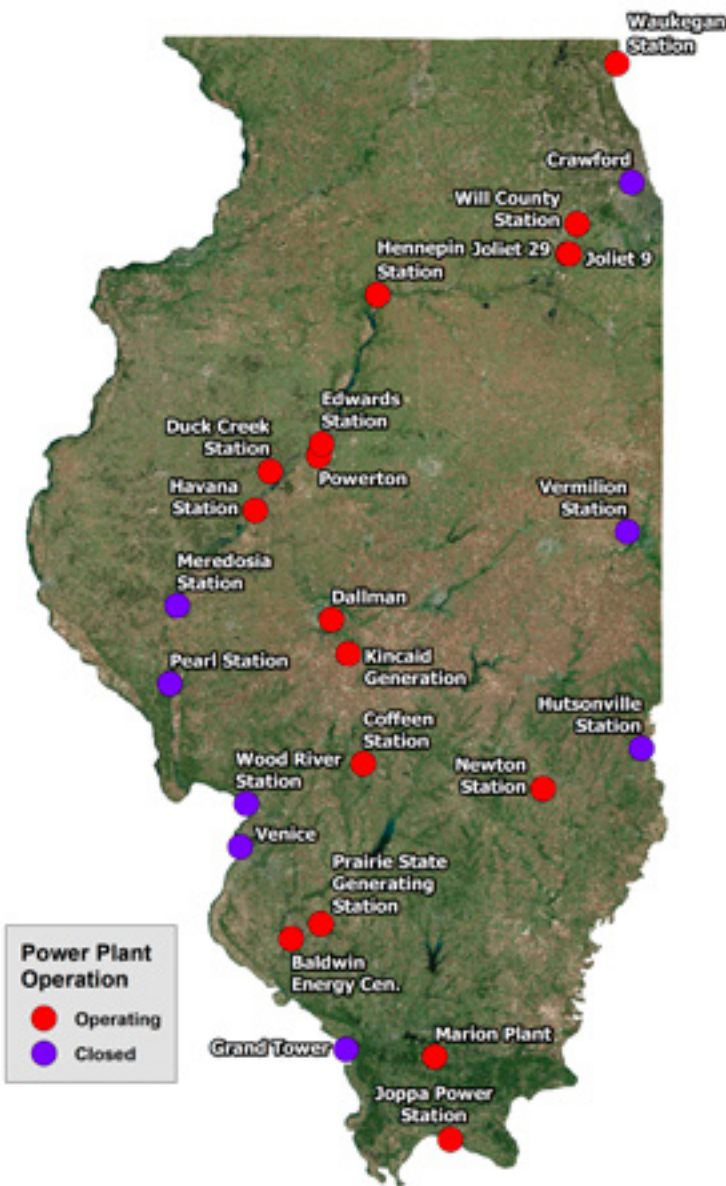 Waukegan
Station
Crawford
Will County
Station
Hennepin
Station
Joliet 29
Joliet 9
Edwards
Station
Duck Creek
Station
Powerton
Havana
Station
Vermilion
Station
Meredosia
Station
Dallman
Pearl Station
Kincaid
Generation
Hutsonville
Station
Coffeen
Station
Wood River
Station
Newton
Station
Venice
Prairie State
Generating
Station
Baldwin
Energy Cen.
Power Plant
Operation
Operating
Closed
Grand Tower
Marion Plant
Joppa Power
Station